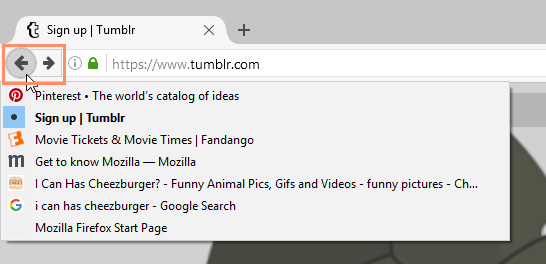 Sign up | Tumblr
https://www.tumblr.com
Pinterest • The world's catalog of ideas
Sign up | Tumblr
Movie Tickets & Movie Times | Fandango
Get to know Mozilla — Mozilla
I Can Has Cheezburger? - Funny Animal Pics, Gifs and Videos - funny pictures - Ch...
i can has cheezburger - Google Search
Mozilla Firefox Start Page